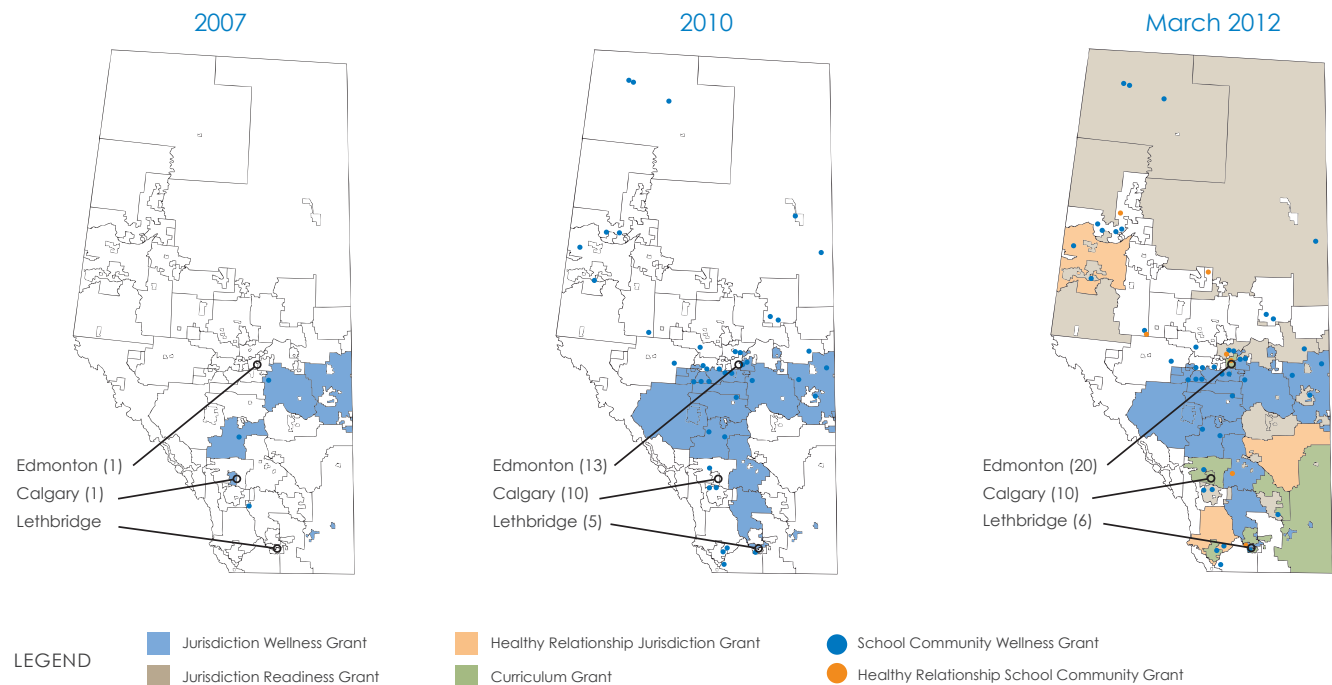 2007
2010
March 2012
Edmonton (1)
Calgary (1)
Lethbridge
Edmonton (13)
Calgary (10)
Lethbridge (5)
Edmonton (20)
Calgary (10)
Lethbridge (6)
LEGEND
Jurisdiction Wellness Grant
Jurisdiction Readiness Grant
Healthy Relationship Jurisdiction Grant
Curriculum Grant
School Community Wellness Grant
Healthy Relationship School Community Grant